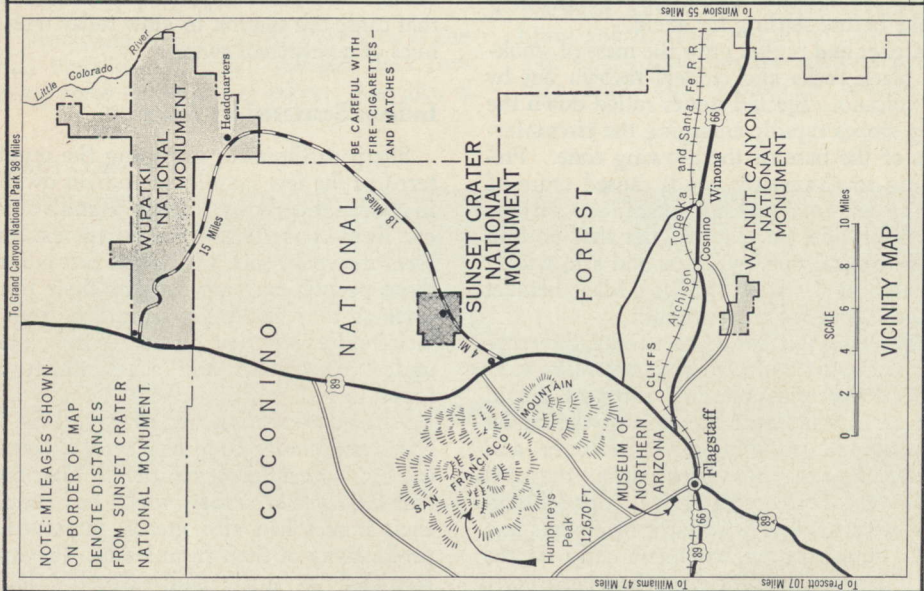 To Grand Canyon National Park 98 Miles
Little Colorado River
NOTE: MILEAGES SHOWN
ON BORDER OF MAP
DENOTE DISTANCES
FROM SUNSET CRATER
NATIONAL MONUMENT
WUPATKI
NATIONAL
MONUMENT
Headquarters
15 Miles
18 Miles
BE CAREFUL WITH
FIRE–CIGARETTES–
AND MATCHES
COCONINO
NATIONAL
FOREST
89
SUNSET CRATER
NATIONAL
MONUMENT
4 MI
SAN FRANCISCO
MOUNTAIN
Humphreys
Peak
12,670 FT
MUSEUM OF
NORTHERN
ARIZONA
Flagstaff
CLIFFS
Atchison Topeka and Santa Fe R R
Cosnino
Winona
66
WALNUT CANYON
NATIONAL
MONUMENT
89
66
89
To Winslow 55 Miles
To Williams 47 Miles
To Prescott 107 Miles
SCALE
0 2 4 6 8 10 Miles
VICINITY MAP